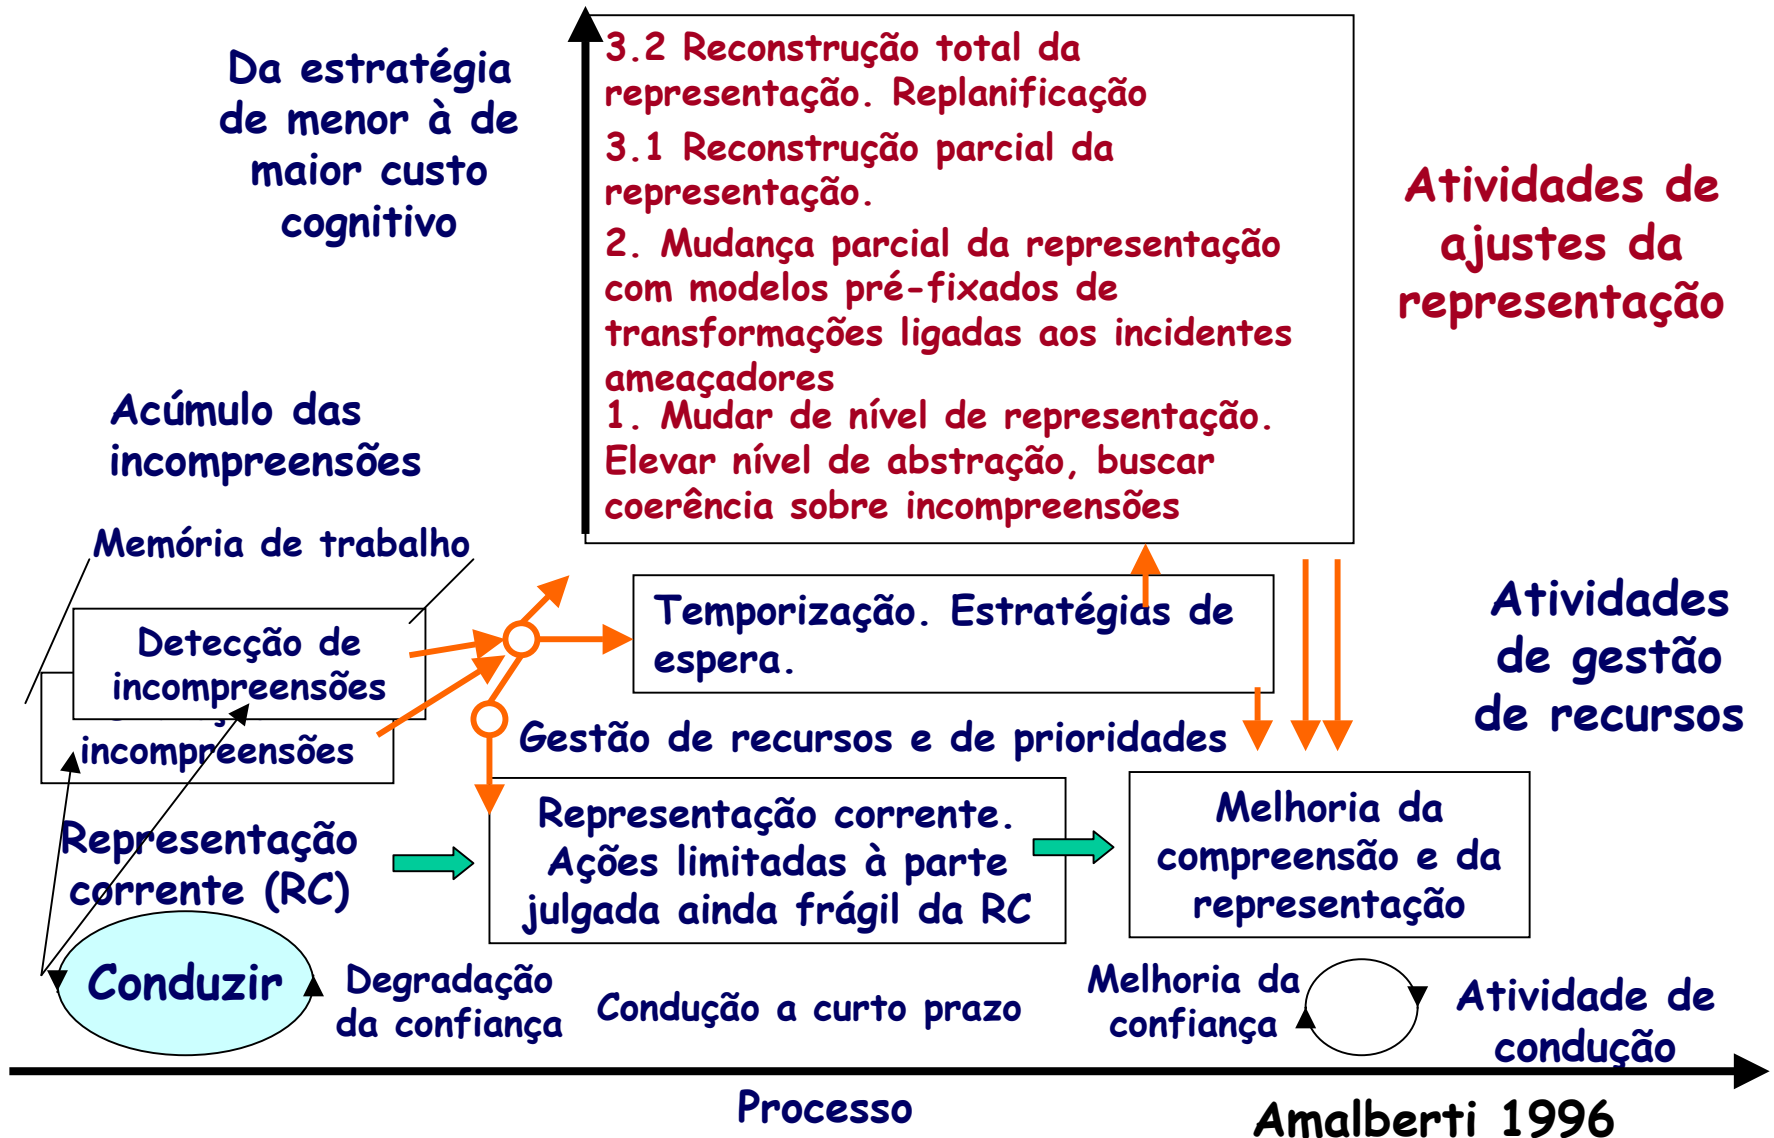 Da estratégia
de menor à de
maior custo
cognitivo
3.2 Reconstrução total da
representação. Replanificação
3.1 Reconstrução parcial da
representação.
2. Mudança parcial da representação
com modelos pré-fixados de
transformações ligadas aos incidentes
ameaçadores
1. Mudar de nível de representação.
Elevar nível de abstração, buscar
coerência sobre incompreensões
Atividades de
ajustes da
representação
Acúmulo das
incompreensões
Memória de trabalho
Detecção de
incompreensões
incompreensões
Temporização. Estratégias de
espera.
Atividades
de gestão
de recursos
Gestão de recursos e de prioridades
Representação
corrente (RC)
Representação corrente.
Ações limitadas à parte
julgada ainda frágil da RC
Melhoria da
compreensão e da
representação
Conduzir
Degradação
da confiança
Condução a curto prazo
Melhoria da
confiança
Atividade de
condução
Processo
Amalberti 1996